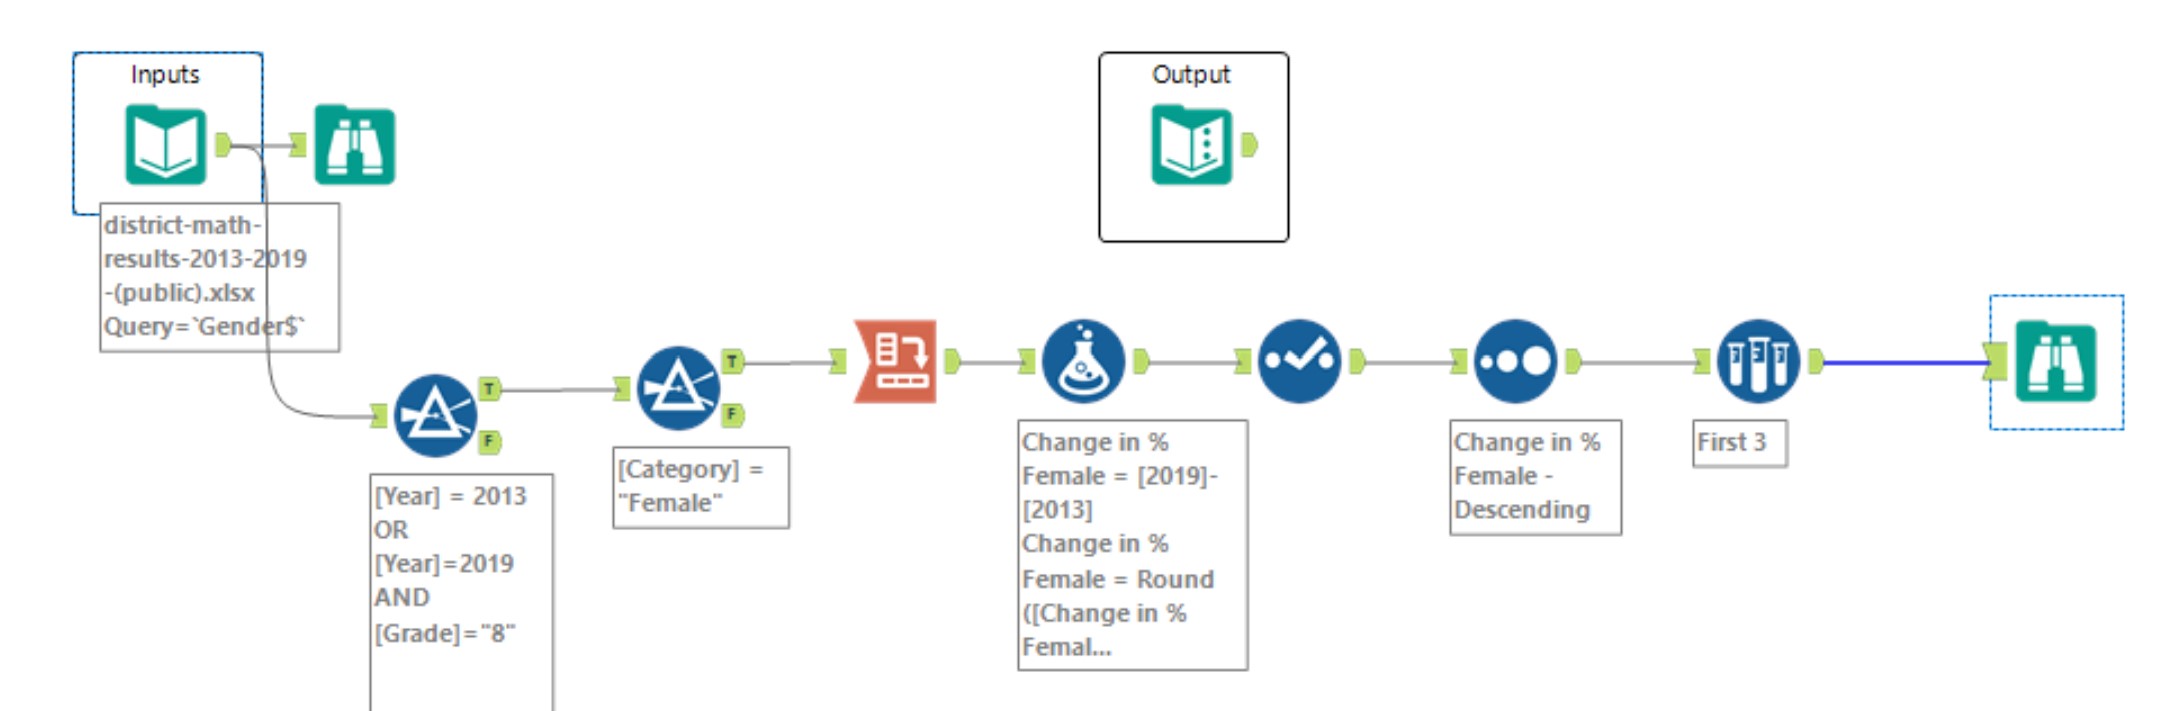 Inputs
district-math-
results-2013-2019
-(public).xlsx
Query=`Gender$`
Output
T
F
[Year] = 2013
OR
[Year]=2019
AND
[Grade]="8"
T
F
[Category] =
"Female"
Change in %
Female = [2019]-
[2013]
Change in %
Female = Round
([Change in %
Femal...
Change in %
Female -
Descending
First 3